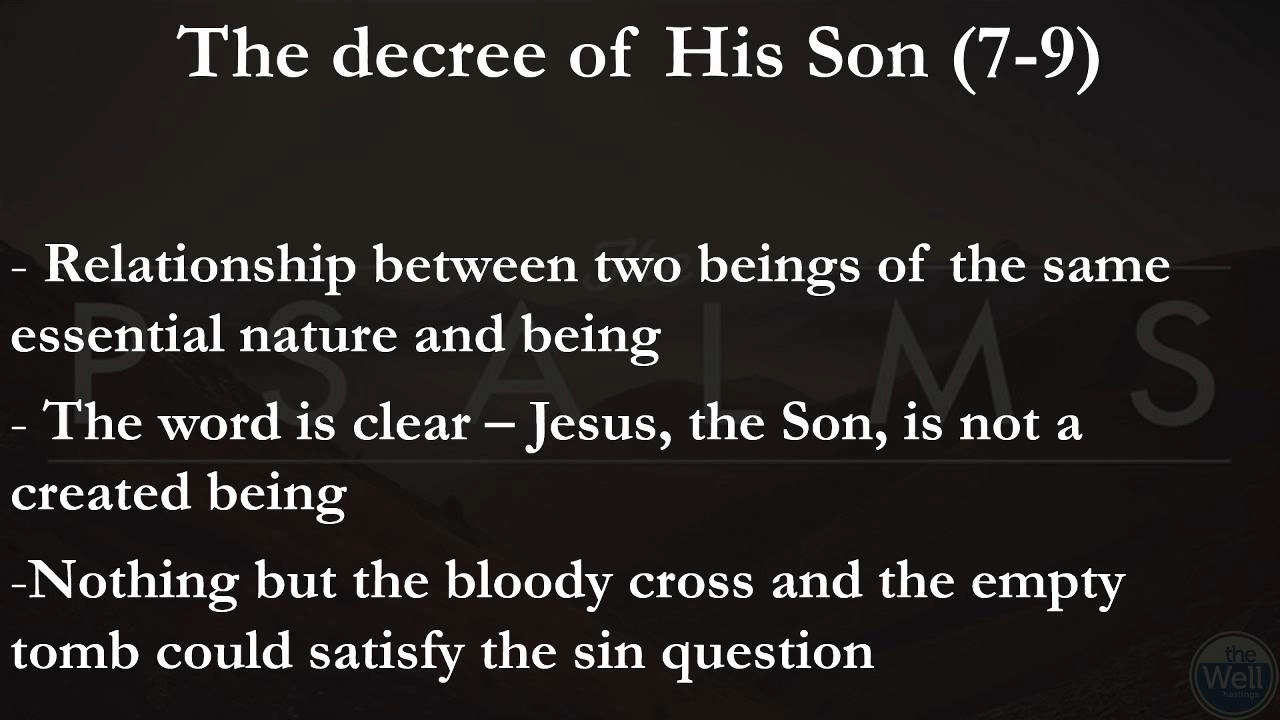 The decree of His Son (7-9)
The
PSALMS
- Relationship between two beings of the same
essential nature and being
- The word is clear – Jesus, the Son, is not a
created being
-Nothing but the bloody cross and the empty
tomb could satisfy the sin question
the
Well
hastings